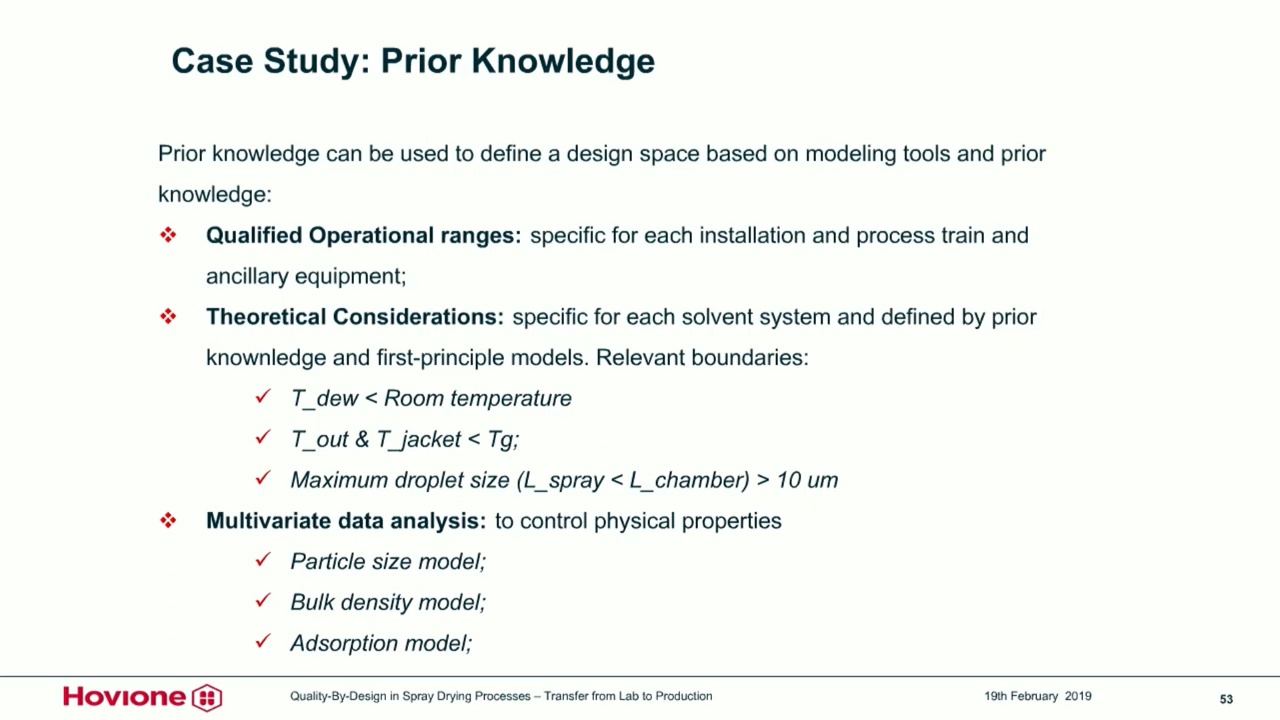 Case Study: Prior Knowledge
Prior knowledge can be used to define a design space based on modeling tools and prior
knowledge:
Qualified Operational ranges: specific for each installation and process train and
ancillary equipment;
Theoretical Considerations: specific for each solvent system and defined by prior
knownledge and first-principle models. Relevant boundaries:
T_dew < Room temperature
T_out & T_jacket < Tg;
Maximum droplet size (L_spray < L_chamber) > 10 um
Multivariate data analysis: to control physical properties
Particle size model;
Bulk density model;
Adsorption model;
Hovione
Quality-By-Design in Spray Drying Processes – Transfer from Lab to Production
19th February 2019
53